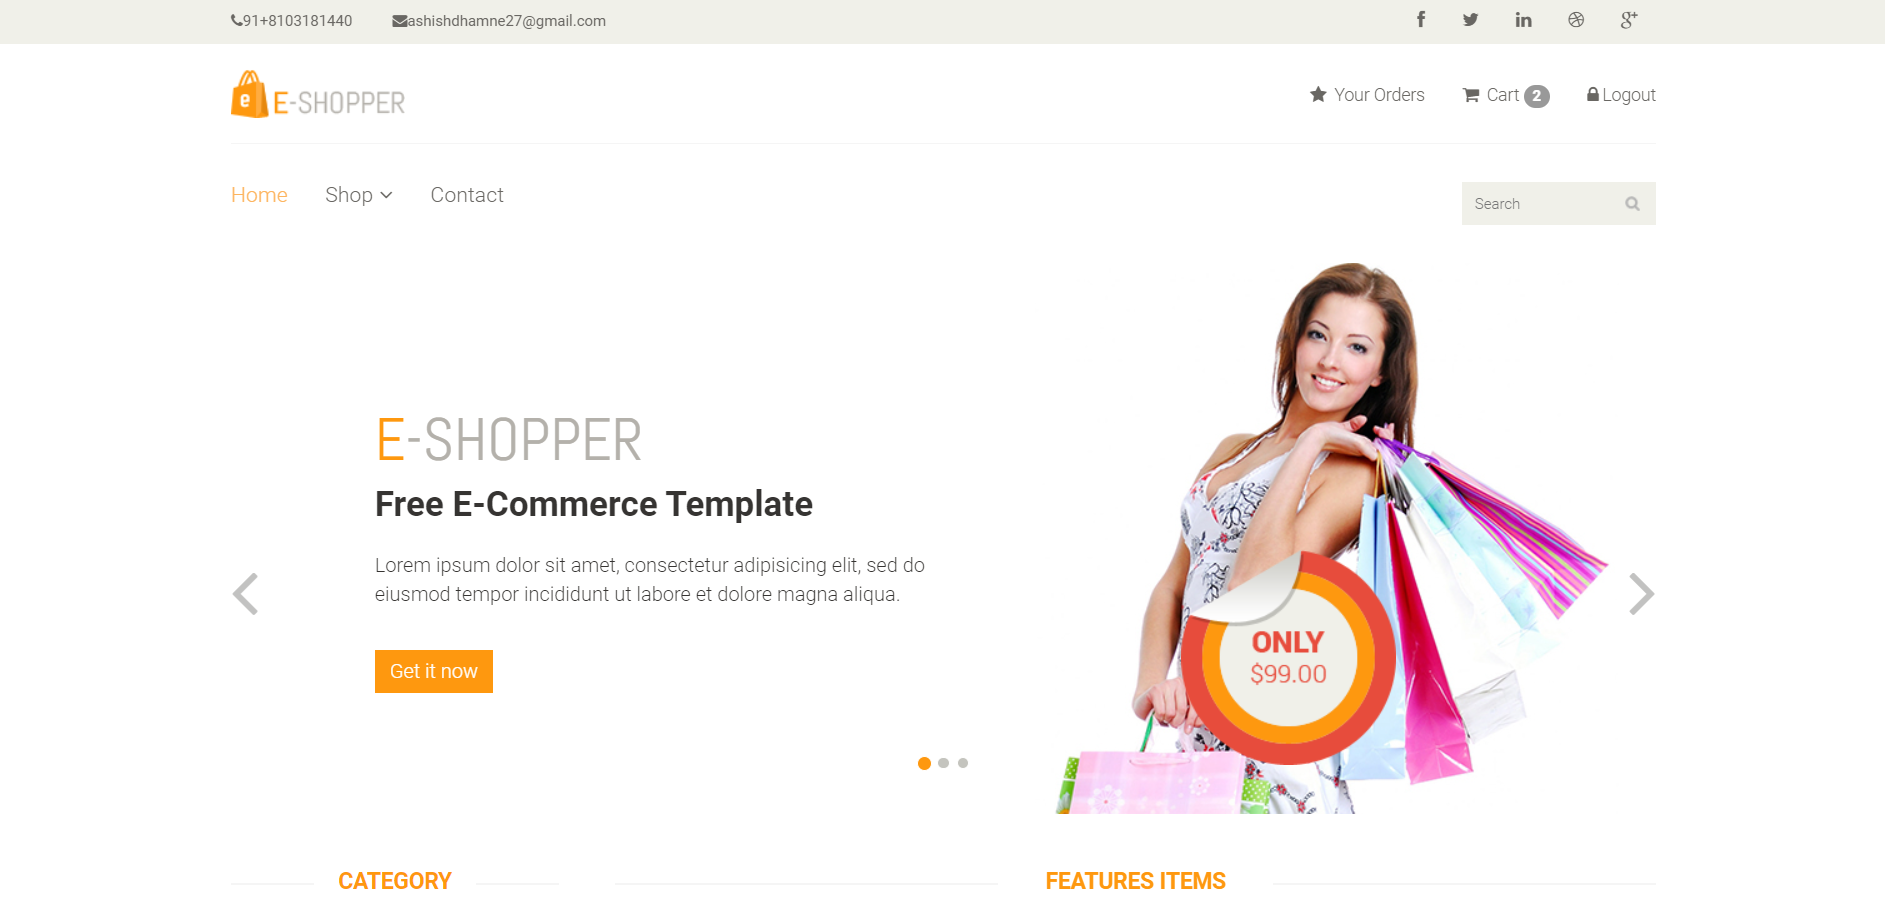 91+8103181440
ashishdhamne27@gmail.com
e E-SHOPPER
Your Orders
Cart 2
Logout
Home
Shop
Contact
Search
E-SHOPPER
Free E-Commerce Template
Lorem ipsum dolor sit amet, consectetur adipisicing elit, sed do
eiusmod tempor incididunt ut labore et dolore magna aliqua.
Get it now
ONLY
$99.00
CATEGORY
FEATURES ITEMS